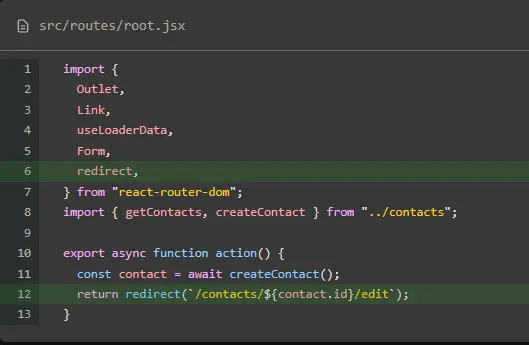 src/routes/root.jsx
1 import {
2   Outlet,
3   Link,
4   useLoaderData,
5   Form,
6   redirect,
7 } from "react-router-dom";
8 import { getContacts, createContact } from "../contacts";
9
10 export async function action() {
11   const contact = await createContact();
12   return redirect(`/contacts/${contact.id}/edit`);
13 }